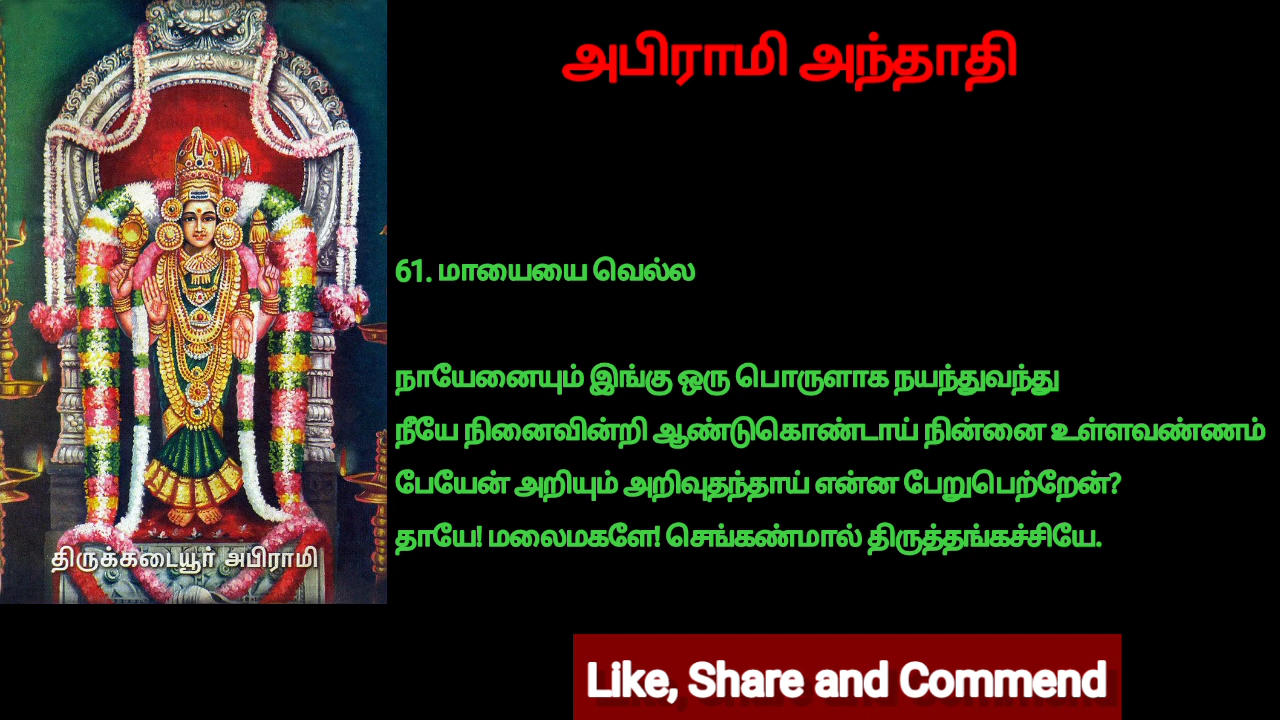 அபிராமி அந்தாதி
61. மாயையை வெல்ல
நாயேனையும் இங்கு ஒரு பொருளாக நயந்துவந்து
நீயே நினைவின்றி ஆண்டுகொண்டாய் நின்னை உள்ளவண்ணம்
பேயேன் அறியும் அறிவுதந்தாய் என்ன பேறுபெற்றேன்?
தாயே! மலைமகளே! செங்கண்மால் திருத்தங்கச்சியே.
திருக்கடையூர் அபிராமி
Like, Share and Commend